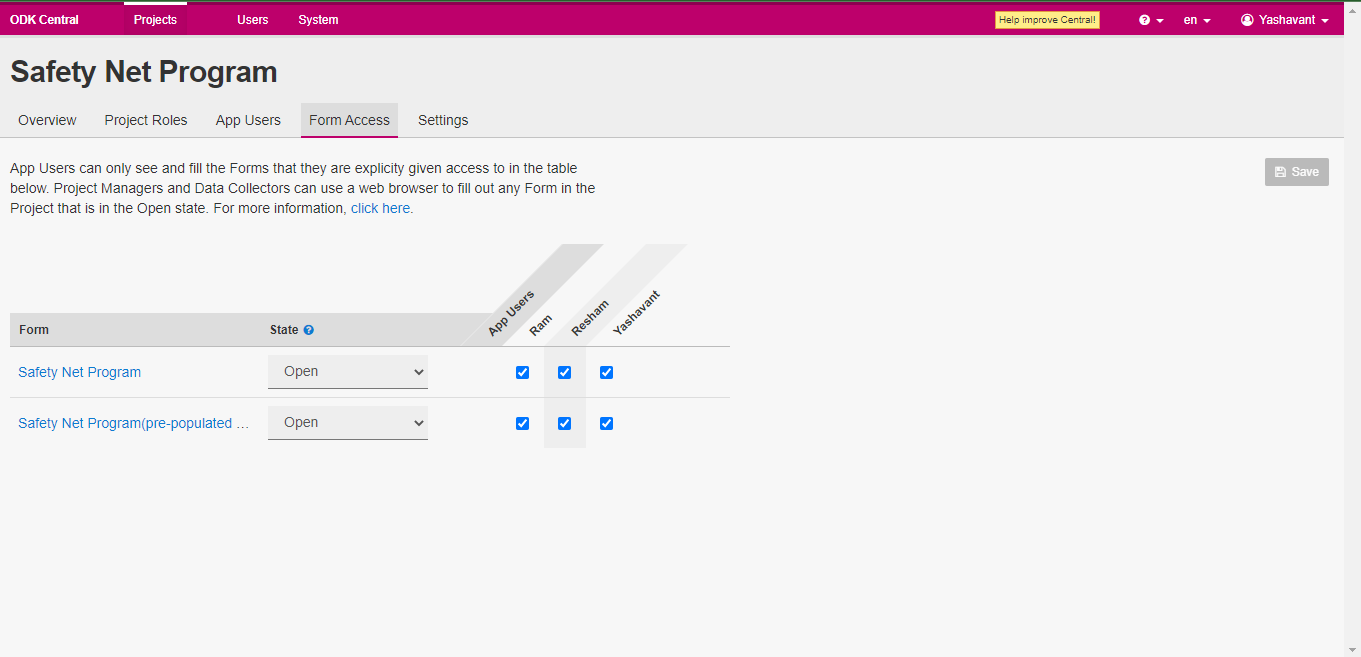 ODK Central Projects Users System Help improve Central! ? en Yashavant
Safety Net Program
Overview Project Roles App Users Form Access Settings
App Users can only see and fill the Forms that they are explicity given access to in the table
below. Project Managers and Data Collectors can use a web browser to fill out any Form in the
Project that is in the Open state. For more information, click here.
Save
Form State ? App Users Ram Resham Yashavant
Safety Net Program Open
Safety Net Program(pre-populated ... Open